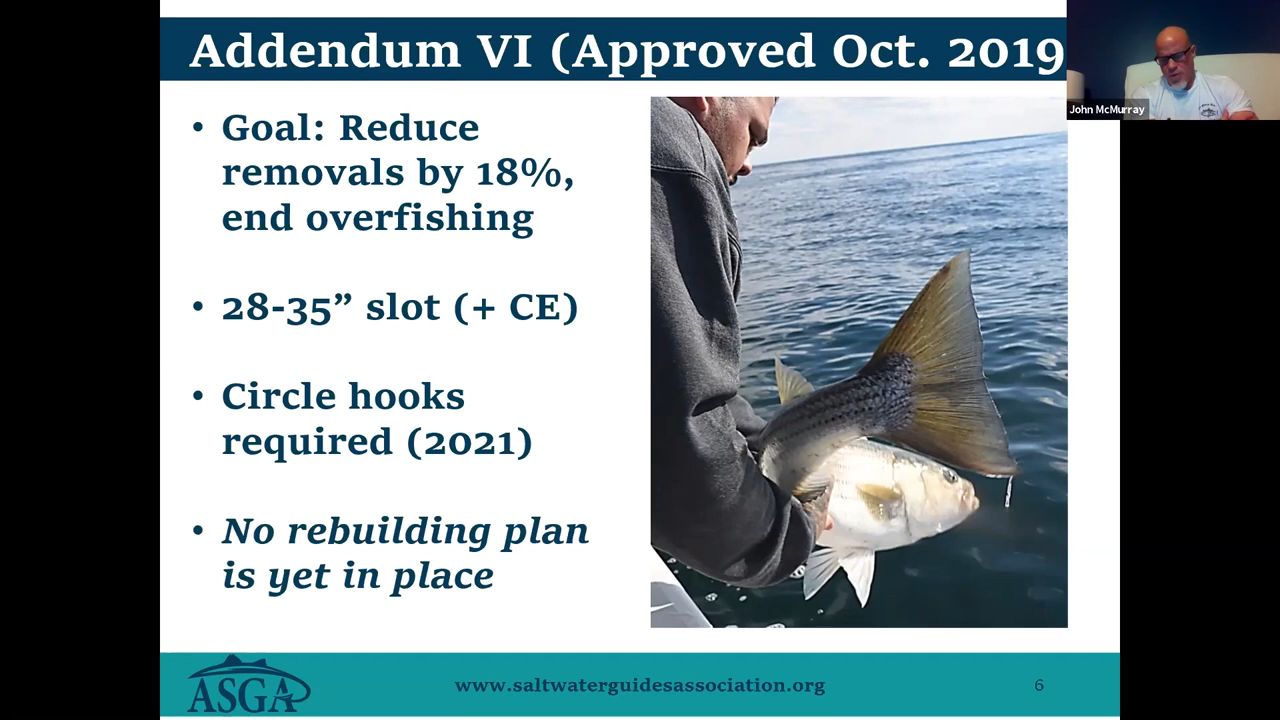 Addendum VI (Approved Oct. 2019
John McMurray
• Goal: Reduce
removals by 18%,
end overfishing
• 28-35” slot (+ CE)
• Circle hooks
required (2021)
• No rebuilding plan
is yet in place
ASGA
www.saltwaterguidesassociation.org
6